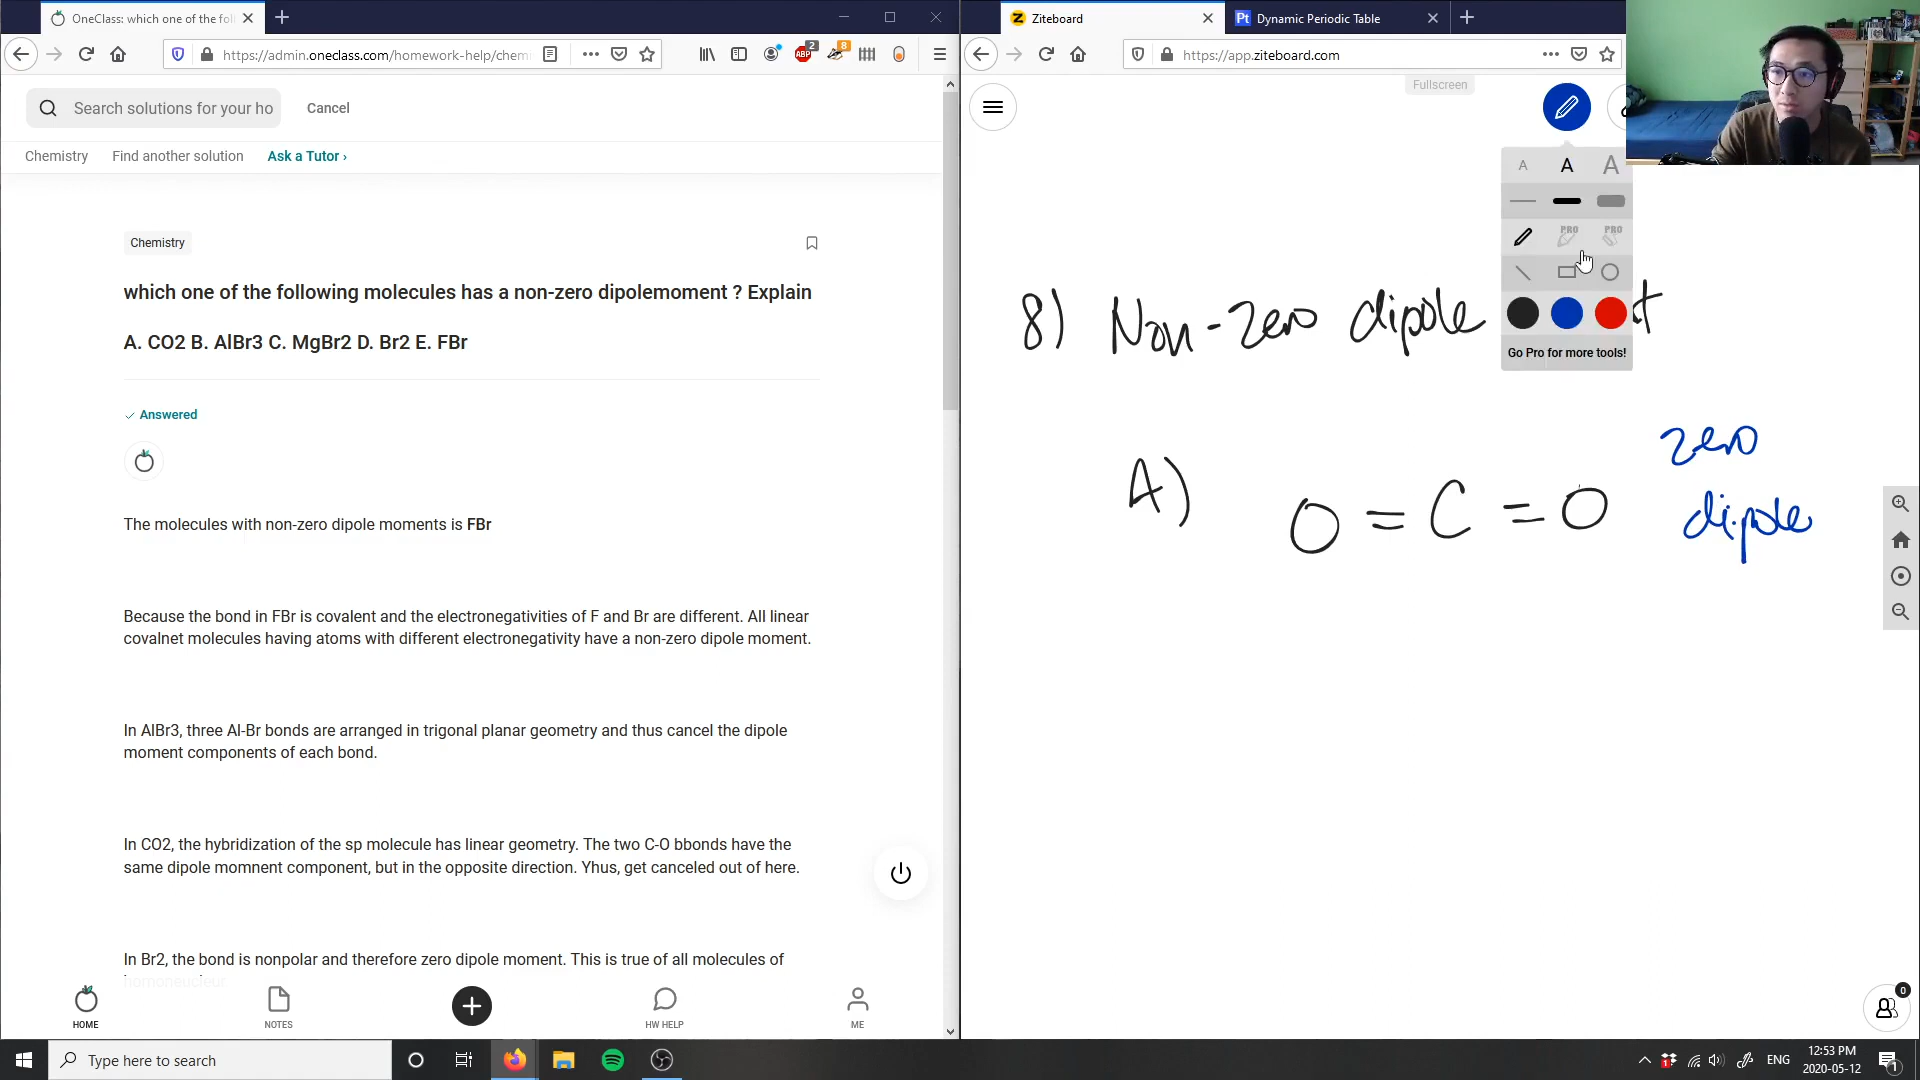 OneClass: which one of the foll
Ziteboard
Dynamic Periodic Table
https://admin.oneclass.com/homework-help/chemi
2
8
https://app.ziteboard.com
Fullscreen
Search solutions for your ho
Cancel
Chemistry
Find another solution
Ask a Tutor ›
A A A
PRO PRO
Go Pro for more tools!
Chemistry
which one of the following molecules has a non-zero dipolemoment ? Explain
A. CO2 B. AlBr3 C. MgBr2 D. Br2 E. FBr
Answered
The molecules with non-zero dipole moments is FBr
Because the bond in FBr is covalent and the electronegativities of F and Br are different. All linear
covalnet molecules having atoms with different electronegativity have a non-zero dipole moment.
In AlBr3, three Al-Br bonds are arranged in trigonal planar geometry and thus cancel the dipole
moment components of each bond.
In CO2, the hybridization of the sp molecule has linear geometry. The two C-O bbonds have the
same dipole momnent component, but in the opposite direction. Yhus, get canceled out of here.
In Br2, the bond is nonpolar and therefore zero dipole moment. This is true of all molecules of
HOME
NOTES
HW HELP
ME
8) Non-zero dipole t
A) O = C = O
zero
dipole
0
Type here to search
ENG
12:53 PM
2020-05-12
1